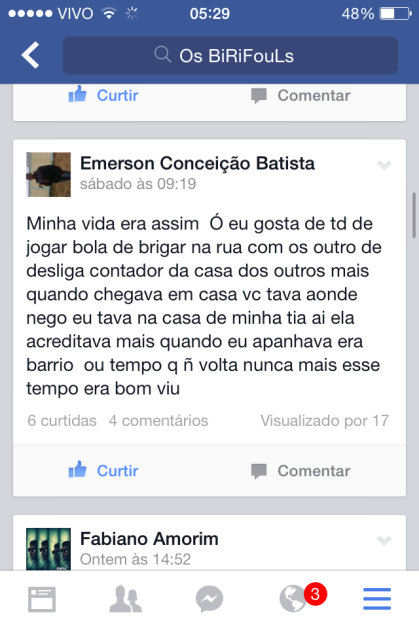 VIVO 05:29 48%
Os BiRiFouLs
Curtir Comentar
Emerson Conceição Batista
sábado às 09:19
Minha vida era assim Ó eu gosta de td de
jogar bola de brigar na rua com os outro de
desliga contador da casa dos outros mais
quando chegava em casa vc tava aonde
nego eu tava na casa de minha tia ai ela
acreditava mais quando eu apanhava era
barrio ou tempo q ñ volta nunca mais esse
tempo era bom viu
6 curtidas 4 comentários Visualizado por 17
Curtir Comentar
Fabiano Amorim
Ontem às 14:52
3